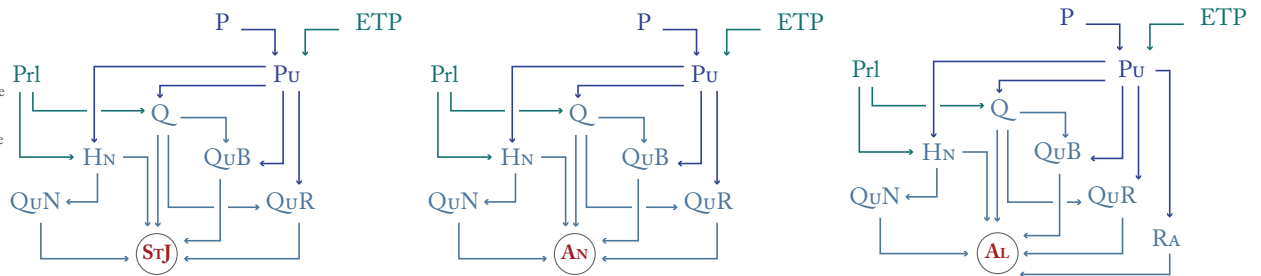 P ETP
Prl Pu
Q
Hn QuB
QuN QuR
StJ
P ETP
Prl Pu
Q
Hn QuB
QuN QuR
An
P ETP
Prl Pu
Q
Hn QuB
QuN QuR
Ra
Al
e
e